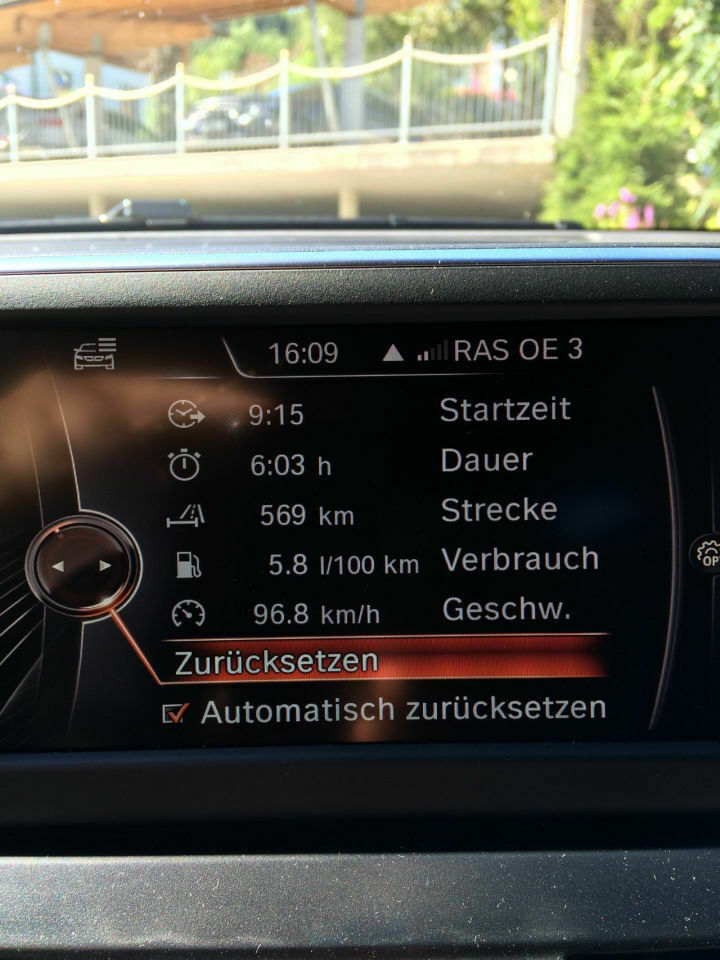 16:09 RAS OE 3
9:15 Startzeit
6:03 h Dauer
569 km Strecke
5.8 l/100 km Verbrauch
96.8 km/h Geschw.
Zurücksetzen
Automatisch zurücksetzen
OP